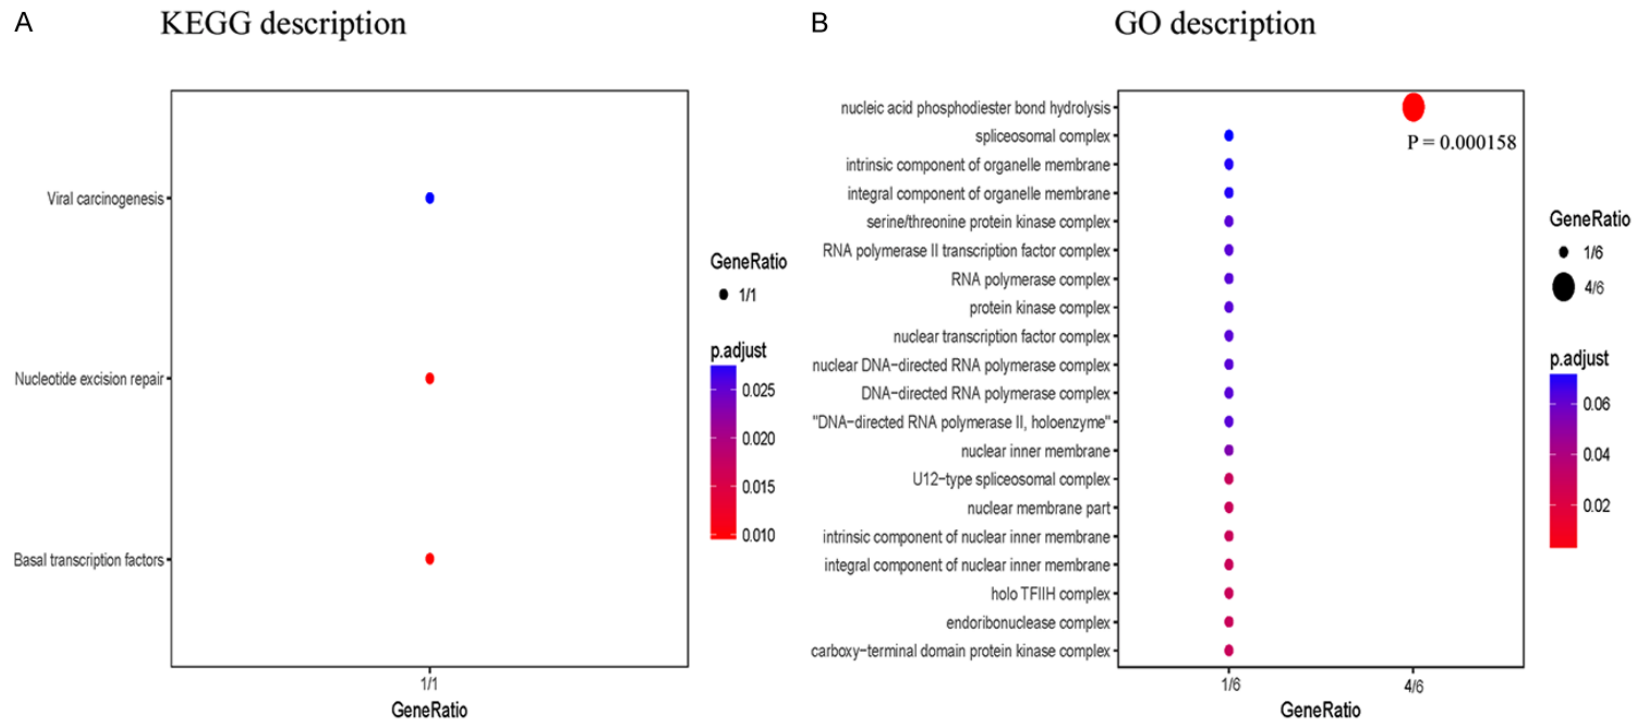 A
KEGG description
Viral carcinogenesis
Nucleotide excision repair
Basal transcription factors
1/1
GeneRatio
GeneRatio
1/1
p.adjust
0.025
0.020
0.015
0.010
B
GO description
nucleic acid phosphodiester bond hydrolysis
spliceosomal complex
intrinsic component of organelle membrane
integral component of organelle membrane
serine/threonine protein kinase complex
RNA polymerase II transcription factor complex
RNA polymerase complex
protein kinase complex
nuclear transcription factor complex
nuclear DNA−directed RNA polymerase complex
DNA−directed RNA polymerase complex
"DNA−directed RNA polymerase II, holoenzyme"
nuclear inner membrane
U12−type spliceosomal complex
nuclear membrane part
intrinsic component of nuclear inner membrane
integral component of nuclear inner membrane
holo TFIIH complex
endoribonuclease complex
carboxy−terminal domain protein kinase complex
P = 0.000158
1/6
4/6
GeneRatio
GeneRatio
1/6
4/6
p.adjust
0.06
0.04
0.02